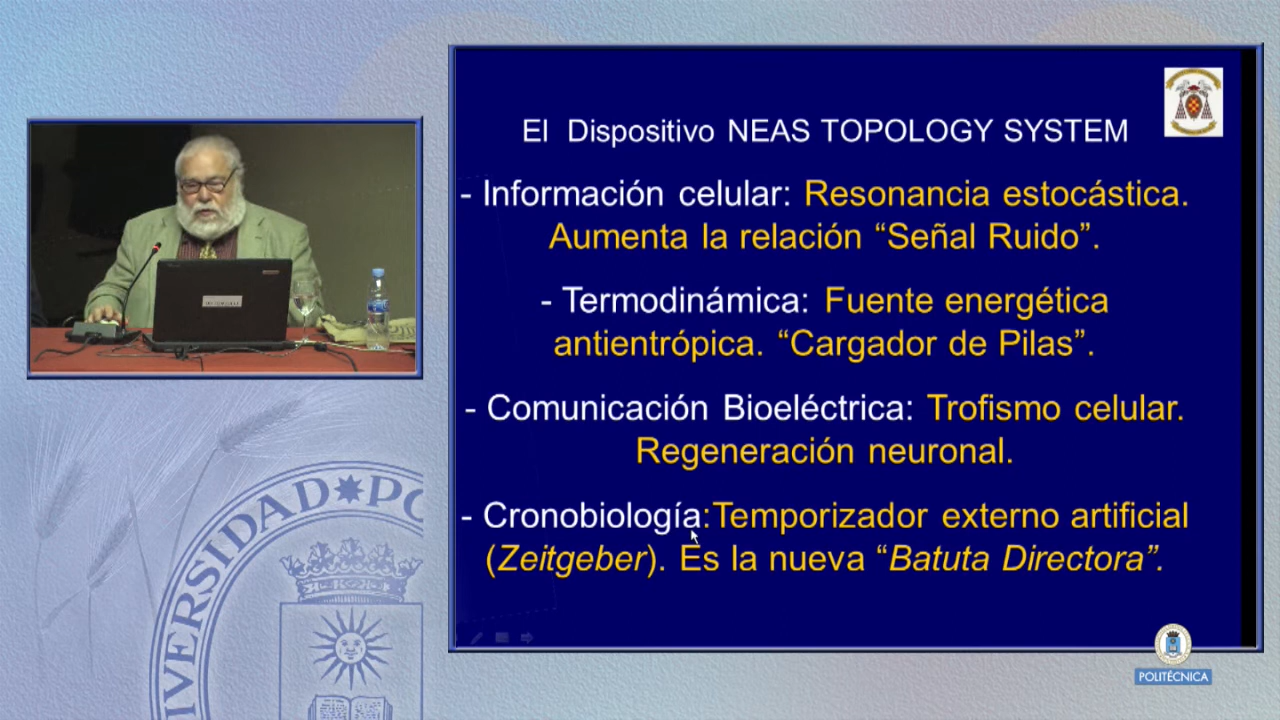 El Dispositivo NEAS TOPOLOGY SYSTEM
- Información celular: Resonancia estocástica.
Aumenta la relación “Señal Ruido”.
- Termodinámica: Fuente energética
antientrópica. “Cargador de Pilas”.
- Comunicación Bioeléctrica: Trofismo celular.
Regeneración neuronal.
- Cronobiología:Temporizador externo artificial
(Zeitgeber). Es la nueva “Batuta Directora”.
POLITÉCNICA